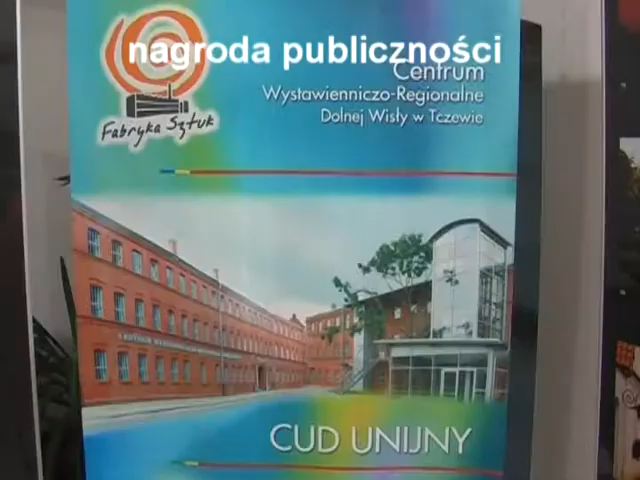 nagroda publiczności
Centrum
Wystawienniczo-Regionalne
Dolnej Wisły w Tczewie
Fabryka Sztuk
CUD UNIJNY